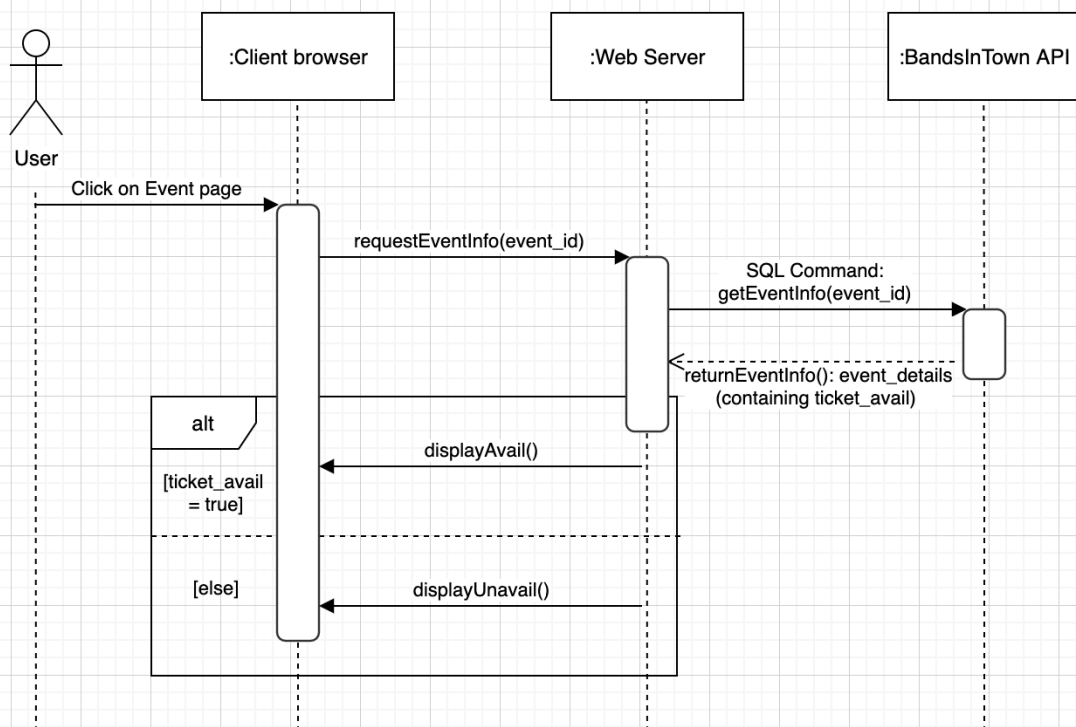 :Client browser
:Web Server
:BandsInTown API
User
Click on Event page
requestEventInfo(event_id)
SQL Command:
getEventInfo(event_id)
returnEventInfo(): event_details
(containing ticket_avail)
alt
displayAvail()
[ticket_avail
= true]
[else]
displayUnavail()